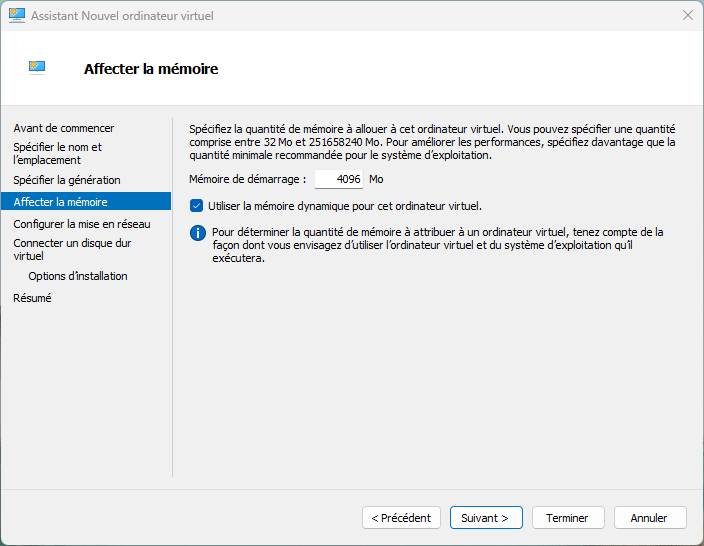 Assistant Nouvel ordinateur virtuel
Affecter la mémoire
Avant de commencer
Spécifier le nom et
l'emplacement
Spécifier la génération
Affecter la mémoire
Configurer la mise en réseau
Connecter un disque dur
virtuel
Options d'installation
Résumé
Spécifiez la quantité de mémoire à allouer à cet ordinateur virtuel. Vous pouvez spécifier une quantité
comprise entre 32 Mo et 251658240 Mo. Pour améliorer les performances, spécifiez davantage que la
quantité minimale recommandée pour le système d'exploitation.
Mémoire de démarrage : 4096 Mo
Utiliser la mémoire dynamique pour cet ordinateur virtuel.
Pour déterminer la quantité de mémoire à attribuer à un ordinateur virtuel, tenez compte de la
façon dont vous envisagez d'utiliser l'ordinateur virtuel et du système d'exploitation qu'il
exécutera.
< Précédent
Suivant >
Terminer
Annuler